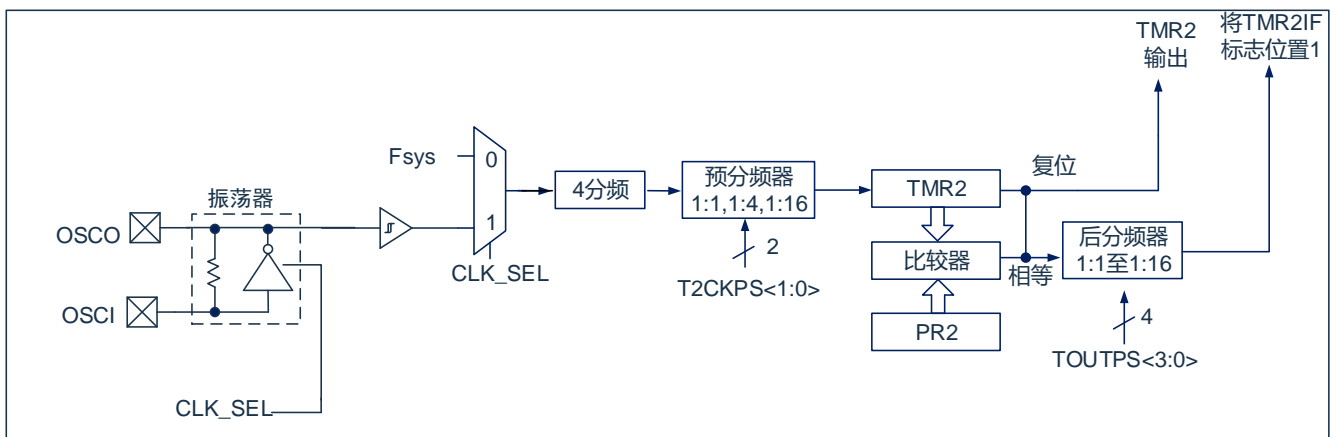 TMR2
输出
将TMR2IF
标志位置1
Fsys
0
1
CLK_SEL
4分频
预分频器
1:1,1:4,1:16
2
T2CKPS<1:0>
TMR2
复位
比较器
相等
PR2
后分频器
1:1至1:16
4
TOUTPS<3:0>
振荡器
OSCO
OSCI
CLK_SEL